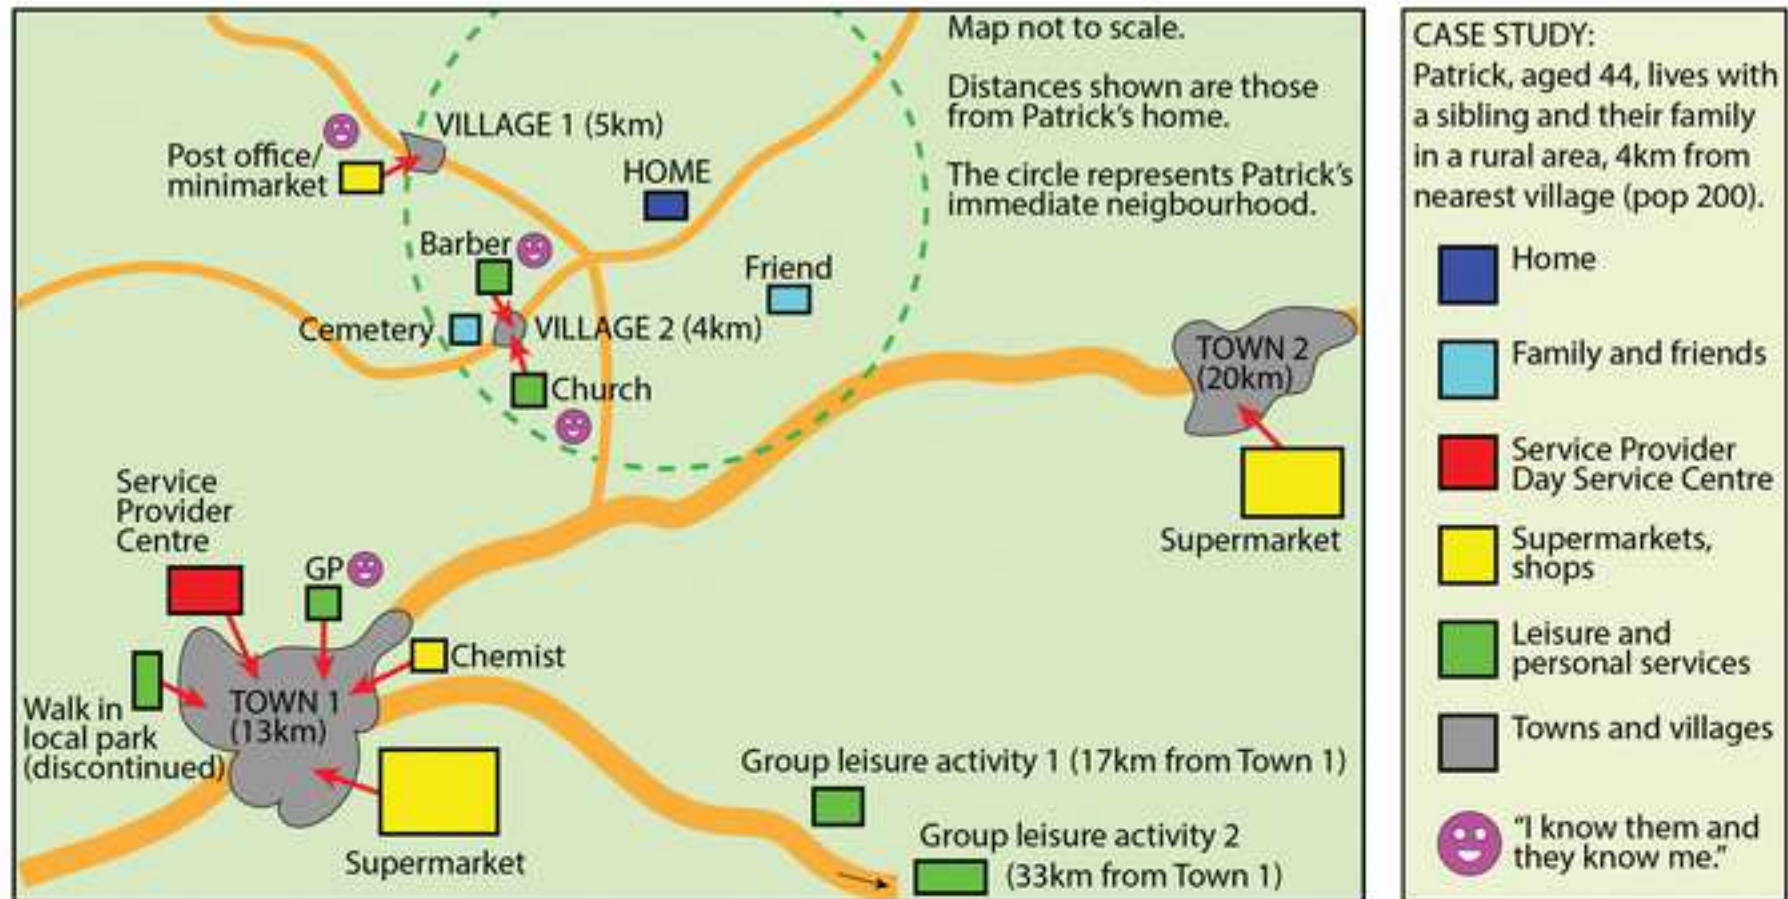 Map not to scale.
Distances shown are those
from Patrick's home.
The circle represents Patrick's
immediate neigbourhood.
VILLAGE 1 (5km)
Post office/
minimarket
HOME
Barber
Friend
Cemetery
VILLAGE 2 (4km)
Church
TOWN 2
(20km)
Supermarket
Service
Provider
Centre
GP
Chemist
TOWN 1
(13km)
Walk in
local park
(discontinued)
Supermarket
Group leisure activity 1 (17km from Town 1)
Group leisure activity 2
(33km from Town 1)
CASE STUDY:
Patrick, aged 44, lives with
a sibling and their family
in a rural area, 4km from
nearest village (pop 200).
Home
Family and friends
Service Provider
Day Service Centre
Supermarkets,
shops
Leisure and
personal services
Towns and villages
"I know them and
they know me."